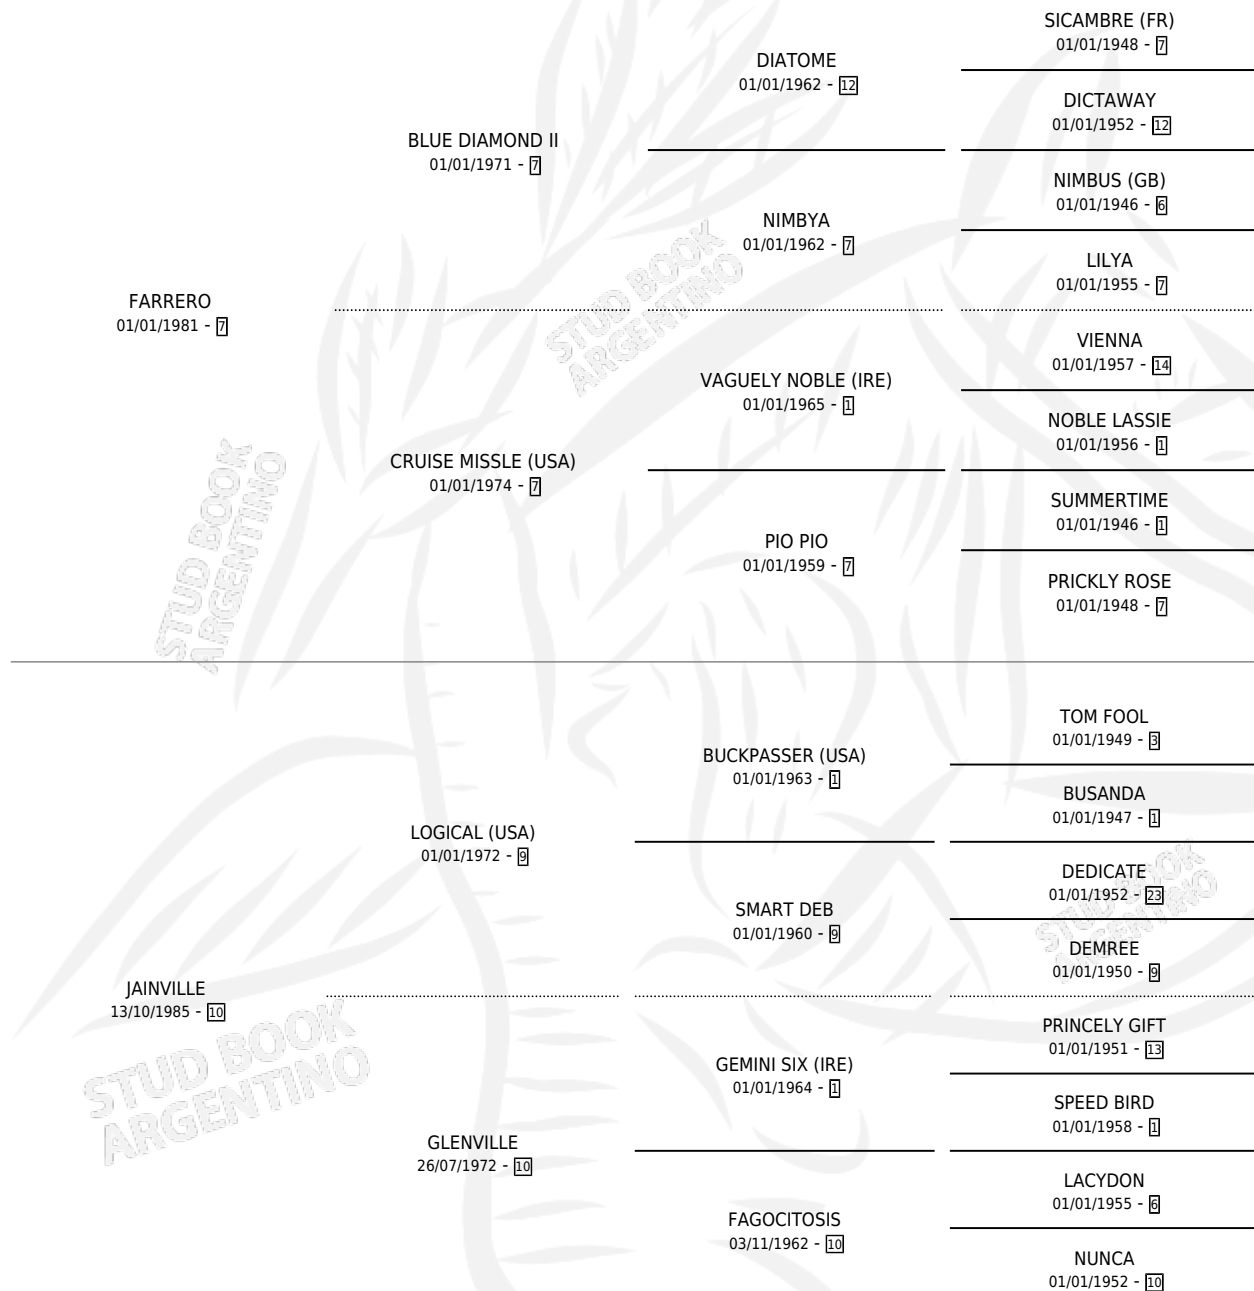 SICAMBRE (FR)
01/01/1948 - 7
DIATOME
01/01/1962 - 12
DICTAWAY
01/01/1952 - 12
BLUE DIAMOND II
01/01/1971 - 7
NIMBUS (GB)
01/01/1946 - 6
NIMBYA
01/01/1962 - 7
LILYA
01/01/1955 - 7
FARRERO
01/01/1981 - 7
VIENNA
01/01/1957 - 14
VAGUELY NOBLE (IRE)
01/01/1965 - 1
NOBLE LASSIE
01/01/1956 - 1
CRUISE MISSLE (USA)
01/01/1974 - 7
SUMMERTIME
01/01/1946 - 1
PIO PIO
01/01/1959 - 7
PRICKLY ROSE
01/01/1948 - 7
TOM FOOL
01/01/1949 - 3
BUCKPASSER (USA)
01/01/1963 - 1
BUSANDA
01/01/1947 - 1
LOGICAL (USA)
01/01/1972 - 9
DEDICATE
01/01/1952 - 23
SMART DEB
01/01/1960 - 9
DEMREE
01/01/1950 - 9
JAINVILLE
13/10/1985 - 10
PRINCELY GIFT
01/01/1951 - 13
GEMINI SIX (IRE)
01/01/1964 - 1
SPEED BIRD
01/01/1958 - 1
GLENVILLE
26/07/1972 - 10
LACYDON
01/01/1955 - 6
FAGOCITOSIS
03/11/1962 - 10
NUNCA
01/01/1952 - 10
STUD BOOK
ARGENTINO
STUD BOOK
ARGENTINO
STUD BOOK
ARGENTINO
STUD BOOK
ARGENTINO